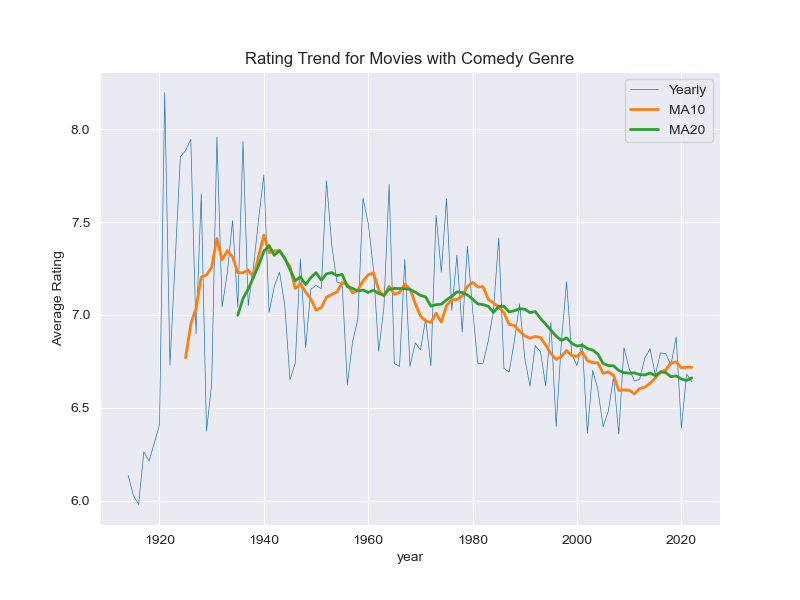 Rating Trend for Movies with Comedy Genre
Yearly
MA10
MA20
8.0
7.5
7.0
6.5
6.0
Average Rating
1920 1940 1960 1980 2000 2020
year